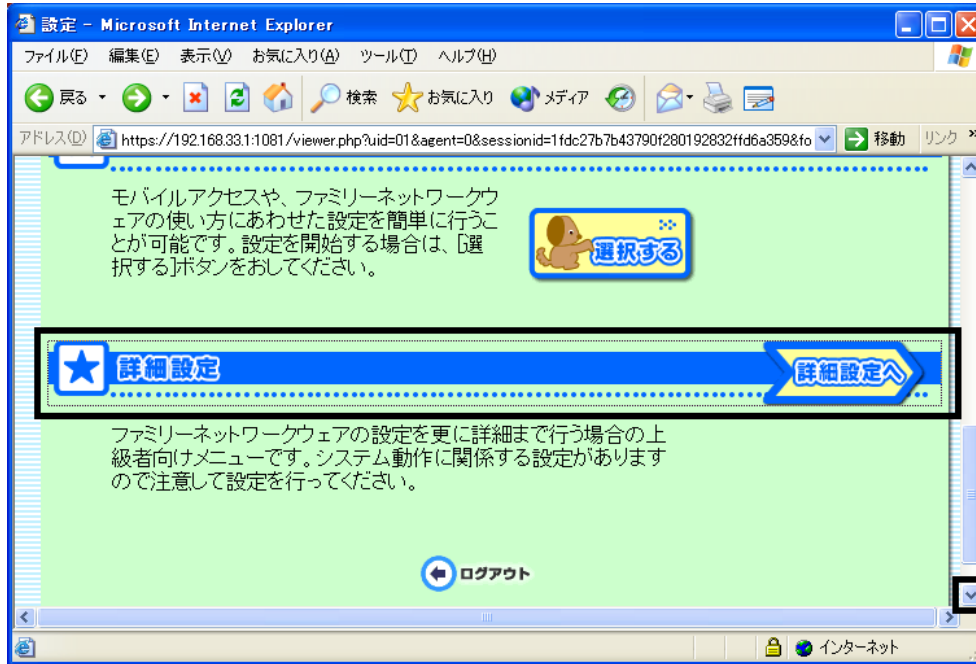 設定 - Microsoft Internet Explorer
ファイル(F) 編集(E) 表示(V) お気に入り(A) ツール(T) ヘルプ(H)
戻る 検索 お気に入り メディア
アドレス(D) https://192.168.33.1:1081/viewer.php?uid=01&agent=0&sessionid=1fdc27b7b43790f280192832ffd6a359&fo 移動 リンク »
モバイルアクセスや、ファミリーネットワークウ
ェアの使い方にあわせた設定を簡単に行うこ
とが可能です。設定を開始する場合は、[選
択する]ボタンをおしてください。
選択する
詳細設定 詳細設定へ
ファミリーネットワークウェアの設定を更に詳細まで行う場合の上
級者向けメニューです。システム動作に関係する設定があります
ので注意して設定を行ってください。
ログアウト
インターネット